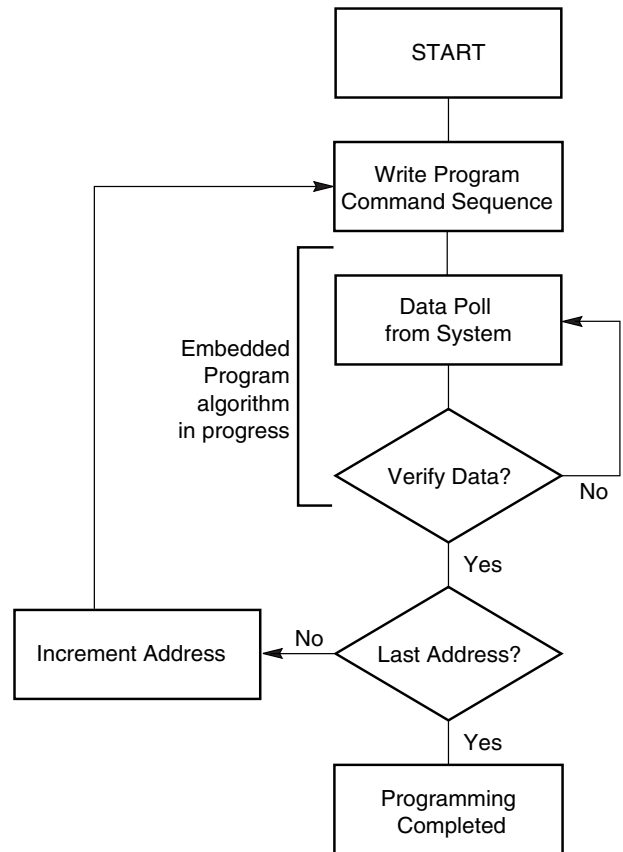 START
Write Program
Command Sequence
Data Poll
from System
Embedded
Program
algorithm
in progress
Verify Data?
No
Yes
No
Increment Address
Last Address?
Yes
Programming
Completed